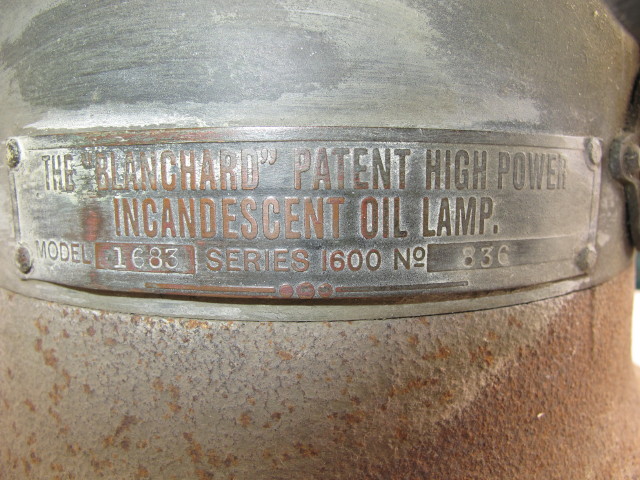 THE "BLANCHARD" PATENT HIGH POWER
INCANDESCENT OIL LAMP.
MODEL 1683 SERIES 1600 Nº 836